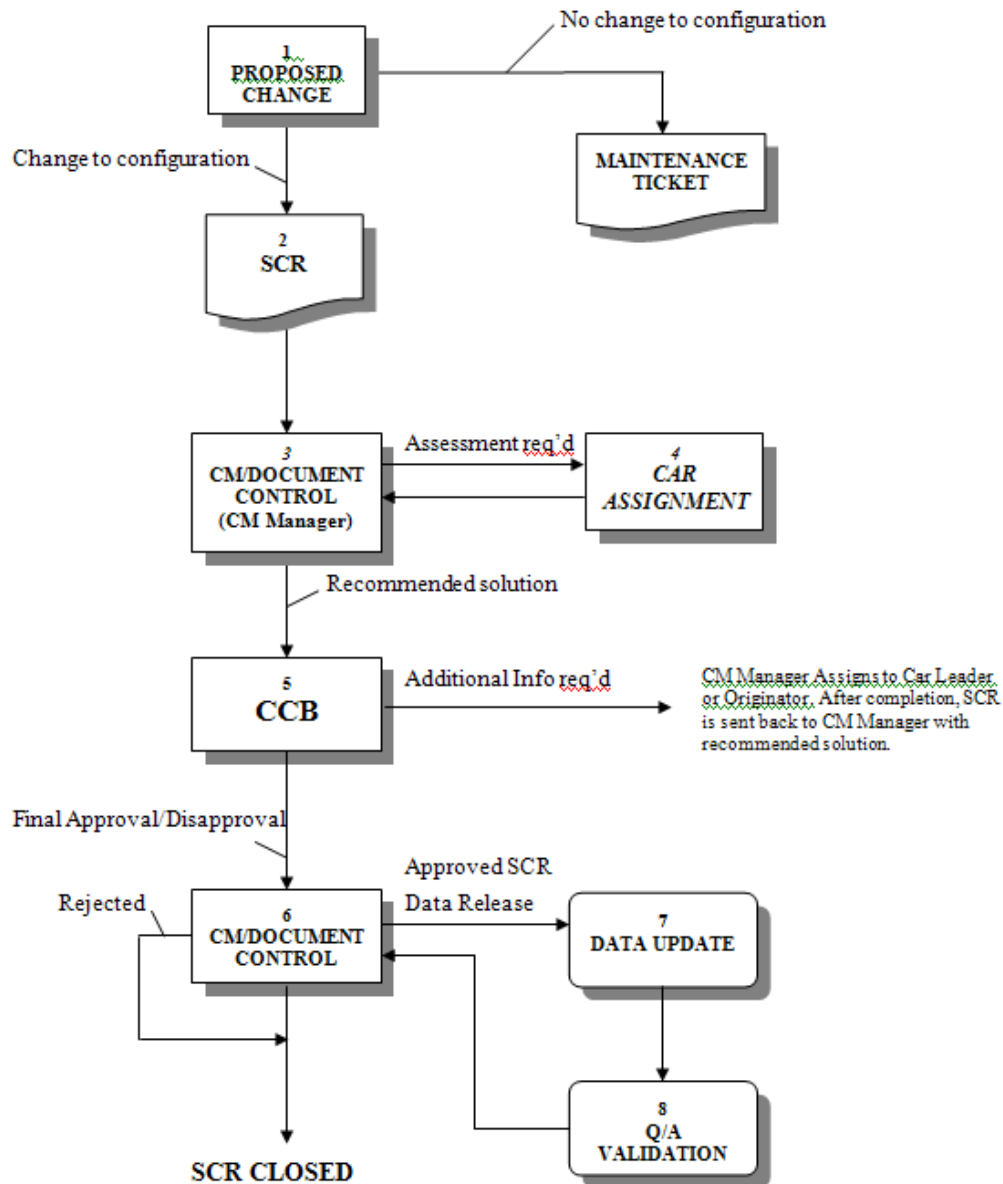 No change to configuration
1
PROPOSED
CHANGE
Change to configuration
MAINTENANCE
TICKET
2
SCR
3
CM/DOCUMENT
CONTROL
(CM Manager)
Assessment req'd
4
CAR
ASSIGNMENT
Recommended solution
5
CCB
Additional Info req'd
CM Manager Assigns to Car Leader
or Originator. After completion, SCR
is sent back to CM Manager with
recommended solution.
Final Approval/Disapproval
Approved SCR
Rejected
Data Release
6
CM/DOCUMENT
CONTROL
7
DATA UPDATE
8
Q/A
VALIDATION
SCR CLOSED